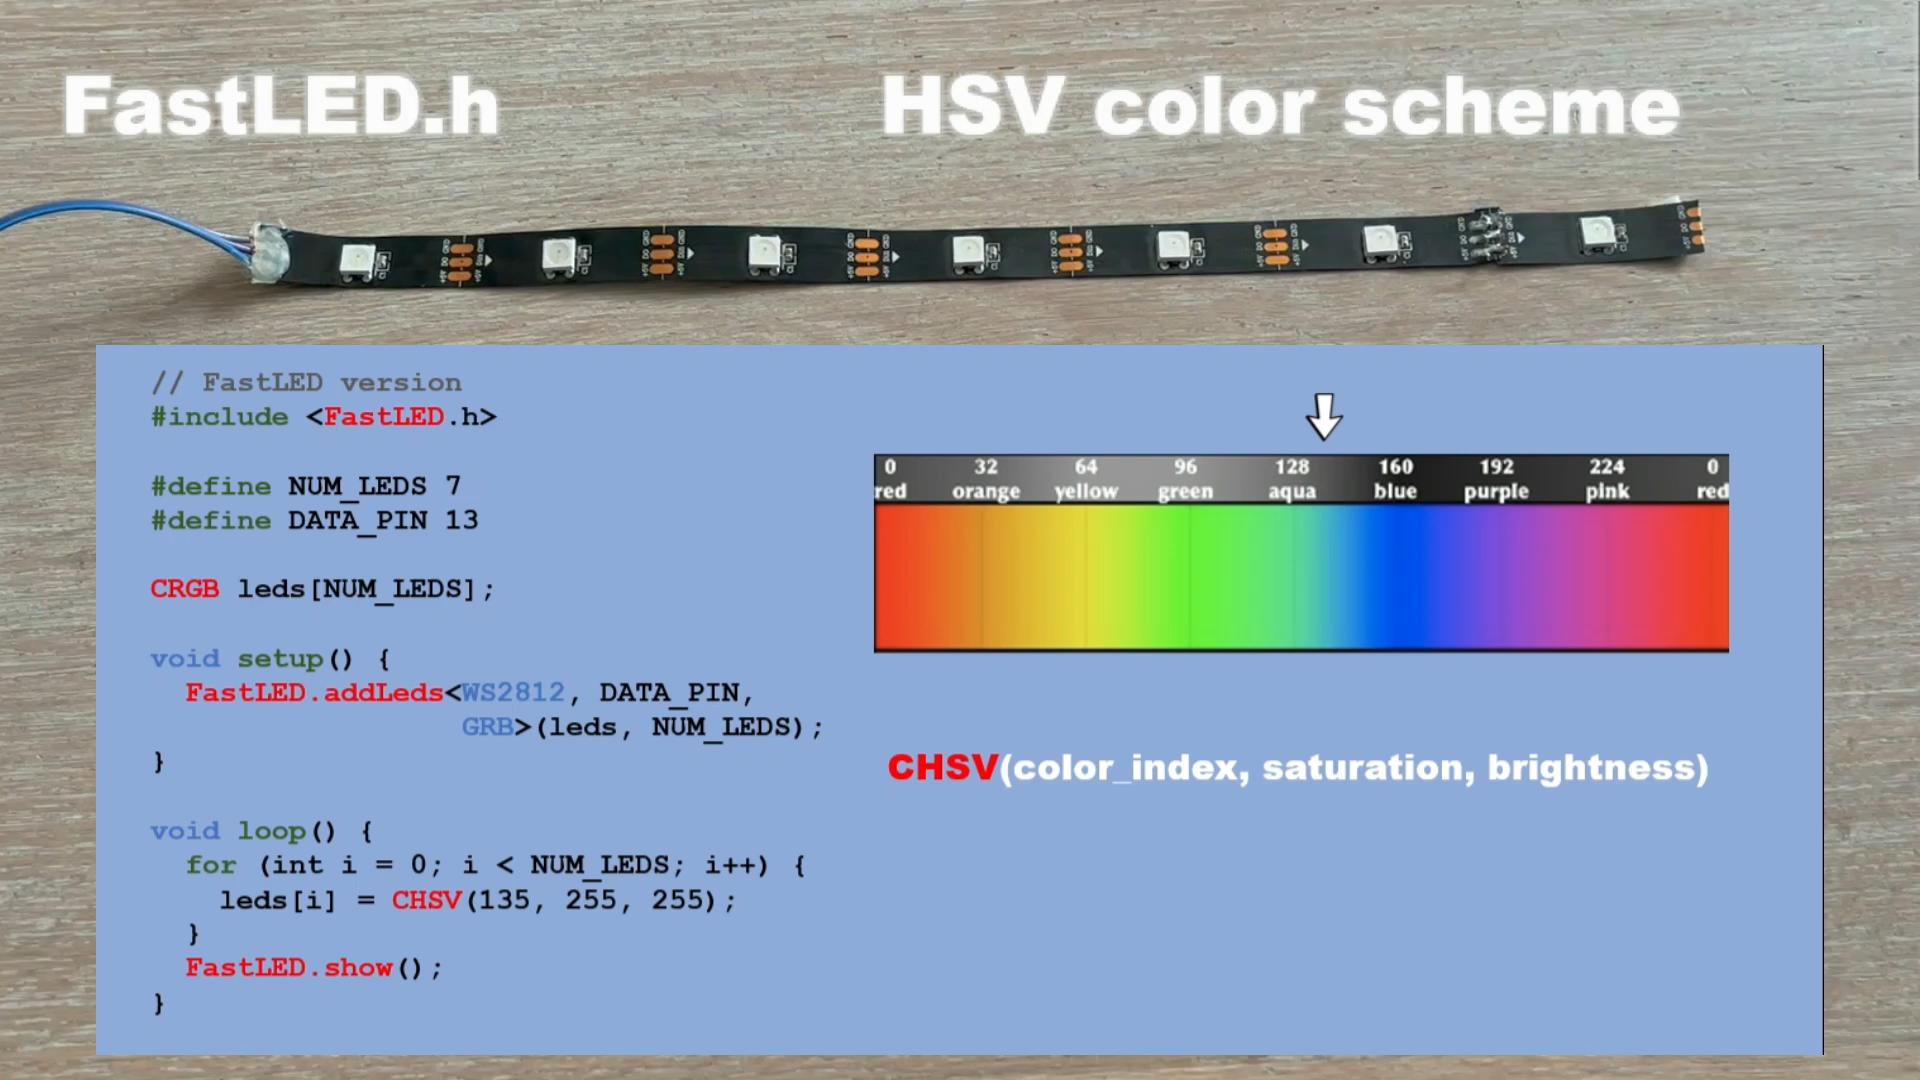 FastLED.h
HSV color scheme
// FastLED version
#include <FastLED.h>
#define NUM_LEDS 7
#define DATA_PIN 13
CRGB leds[NUM_LEDS];
void setup() {
FastLED.addLeds<WS2812, DATA_PIN,
GRB>(leds, NUM_LEDS);
}
void loop() {
for (int i = 0; i < NUM_LEDS; i++) {
leds[i] = CHSV(135, 255, 255);
}
FastLED.show();
}
0 32 64 96 128 160 192 224 0
red orange yellow green aqua blue purple pink red
CHSV(color_index, saturation, brightness)